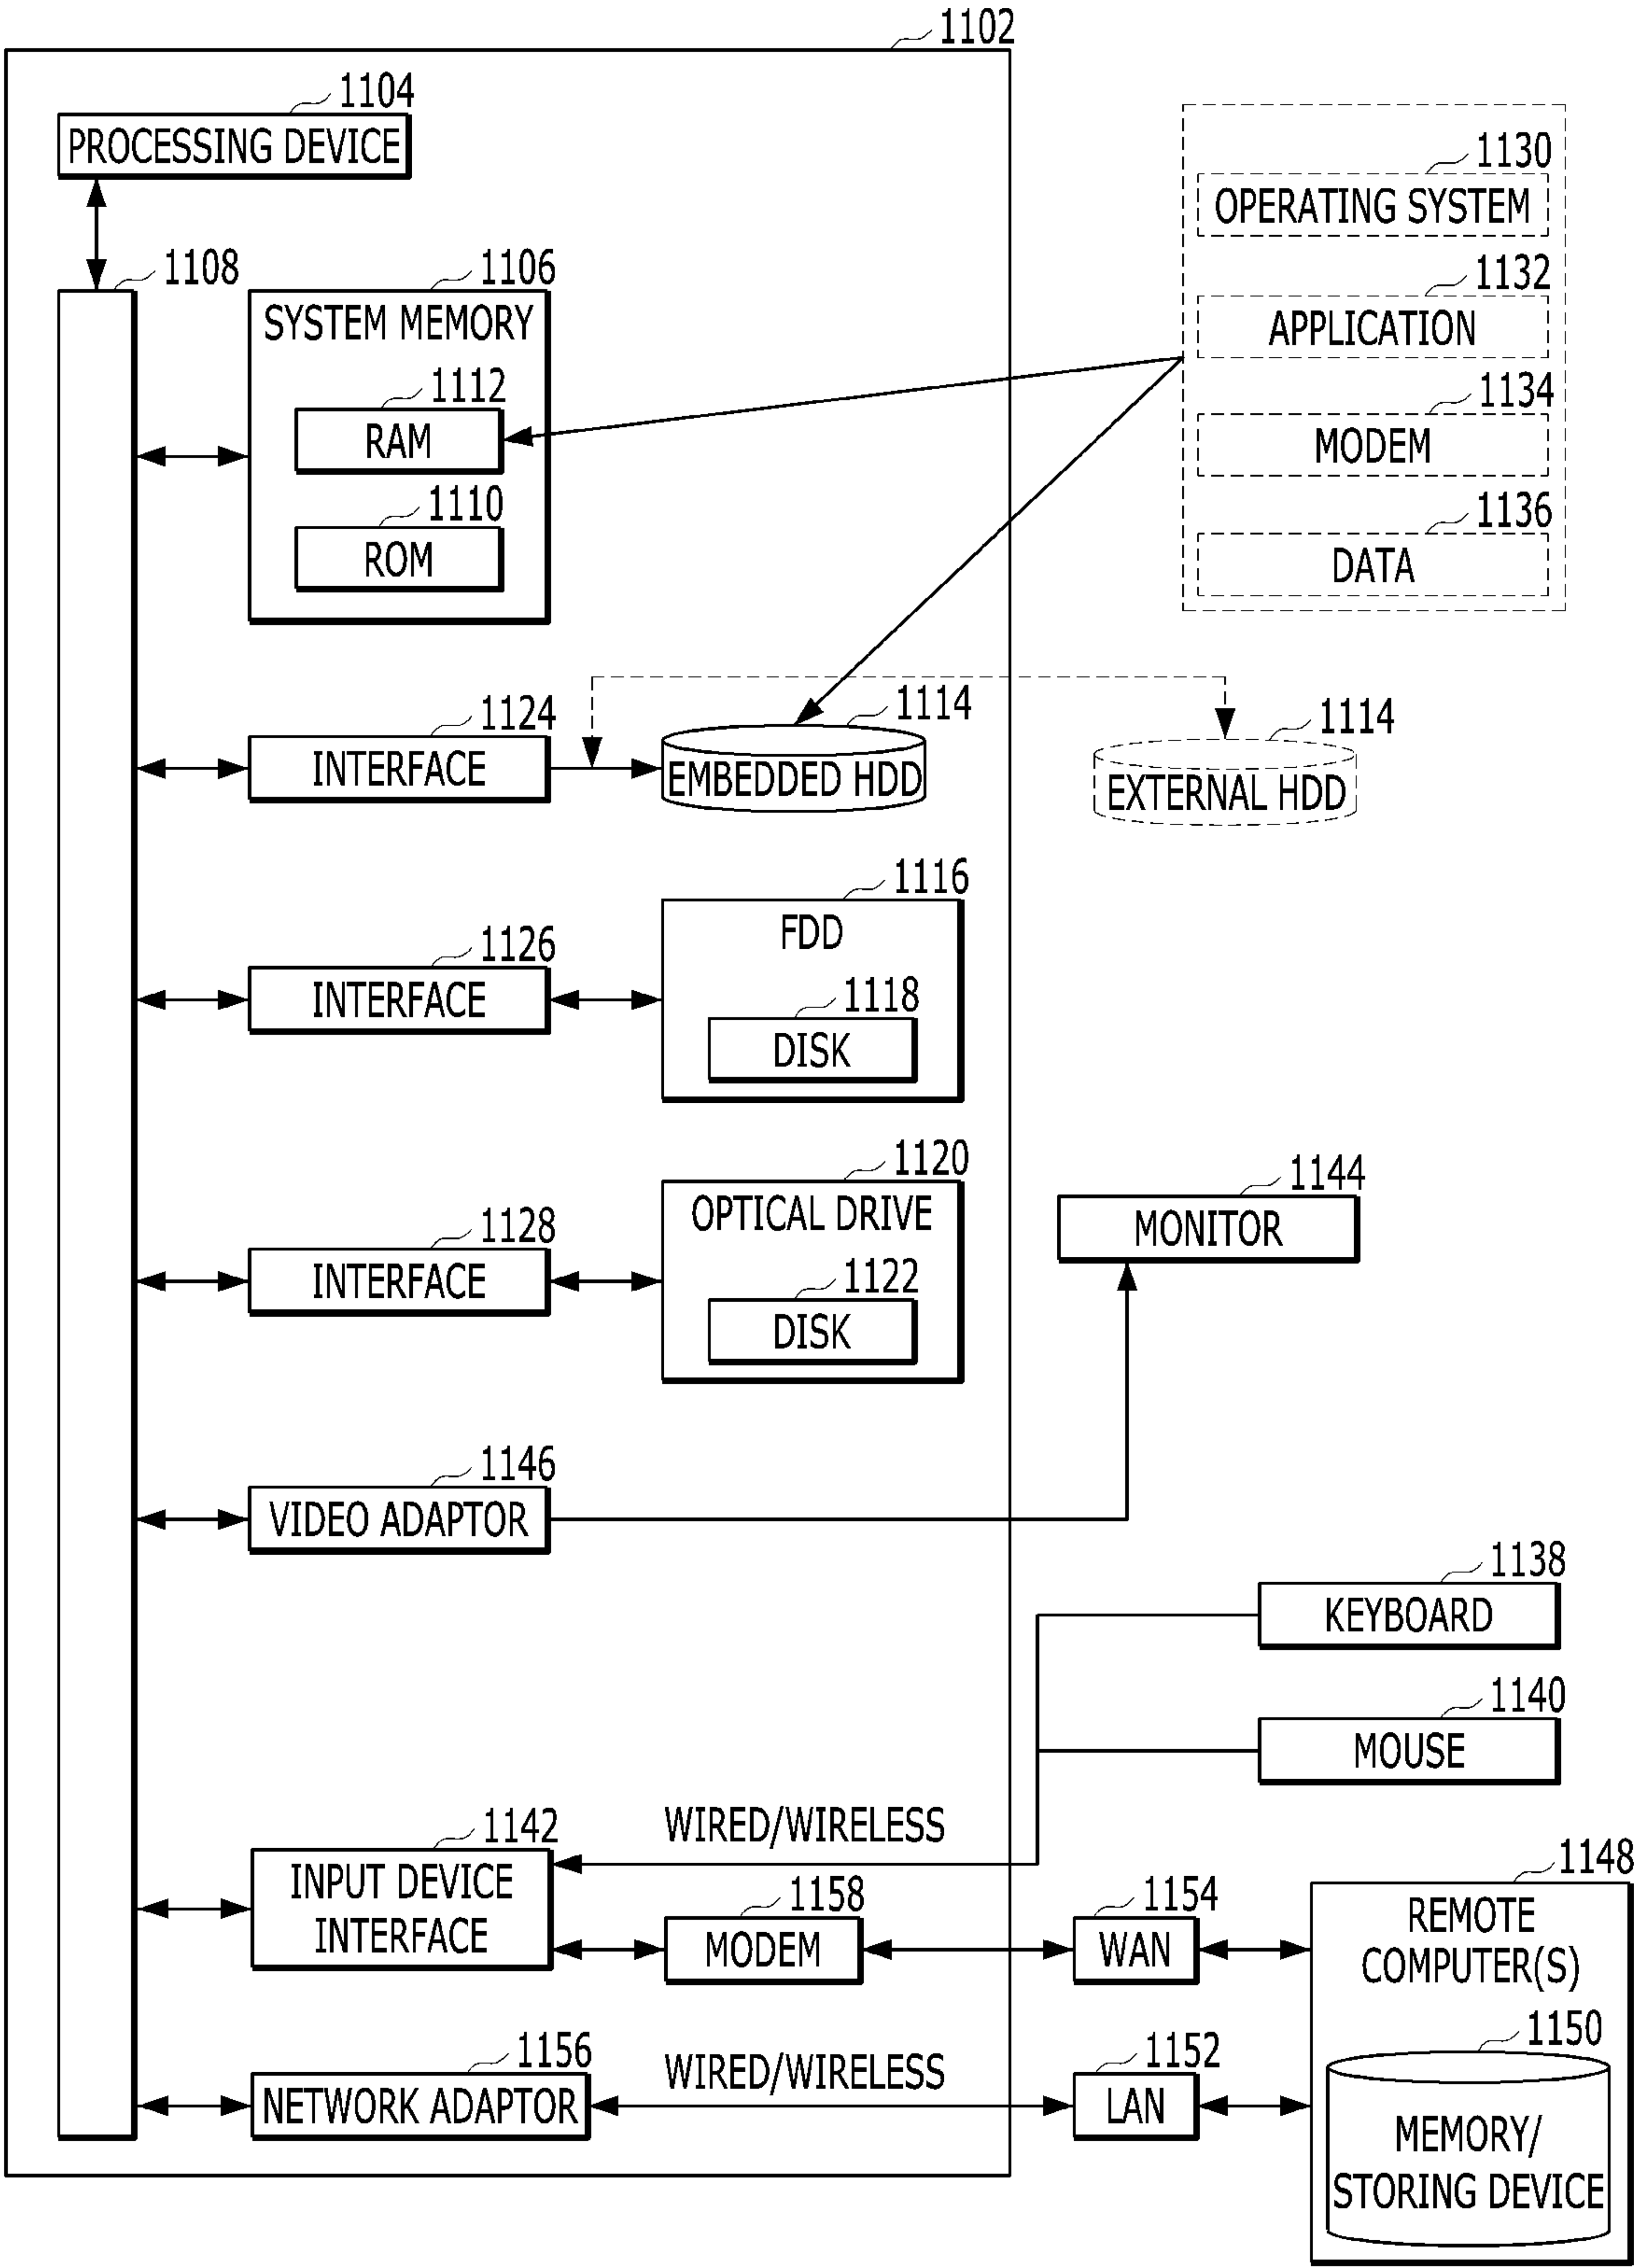 1102
1104
PROCESSING DEVICE
1108
1106
SYSTEM MEMORY
1112
RAM
1110
ROM
1130
OPERATING SYSTEM
1132
APPLICATION
1134
MODEM
1136
DATA
1124
INTERFACE
1114
EMBEDDED HDD
1114
EXTERNAL HDD
1126
INTERFACE
1116
FDD
1118
DISK
1128
INTERFACE
1120
OPTICAL DRIVE
1122
DISK
1144
MONITOR
1146
VIDEO ADAPTOR
1138
KEYBOARD
1140
MOUSE
1142
INPUT DEVICE
INTERFACE
WIRED/WIRELESS
1158
MODEM
1154
WAN
1148
REMOTE
COMPUTER(S)
1156
NETWORK ADAPTOR
WIRED/WIRELESS
1152
LAN
1150
MEMORY/
STORING DEVICE